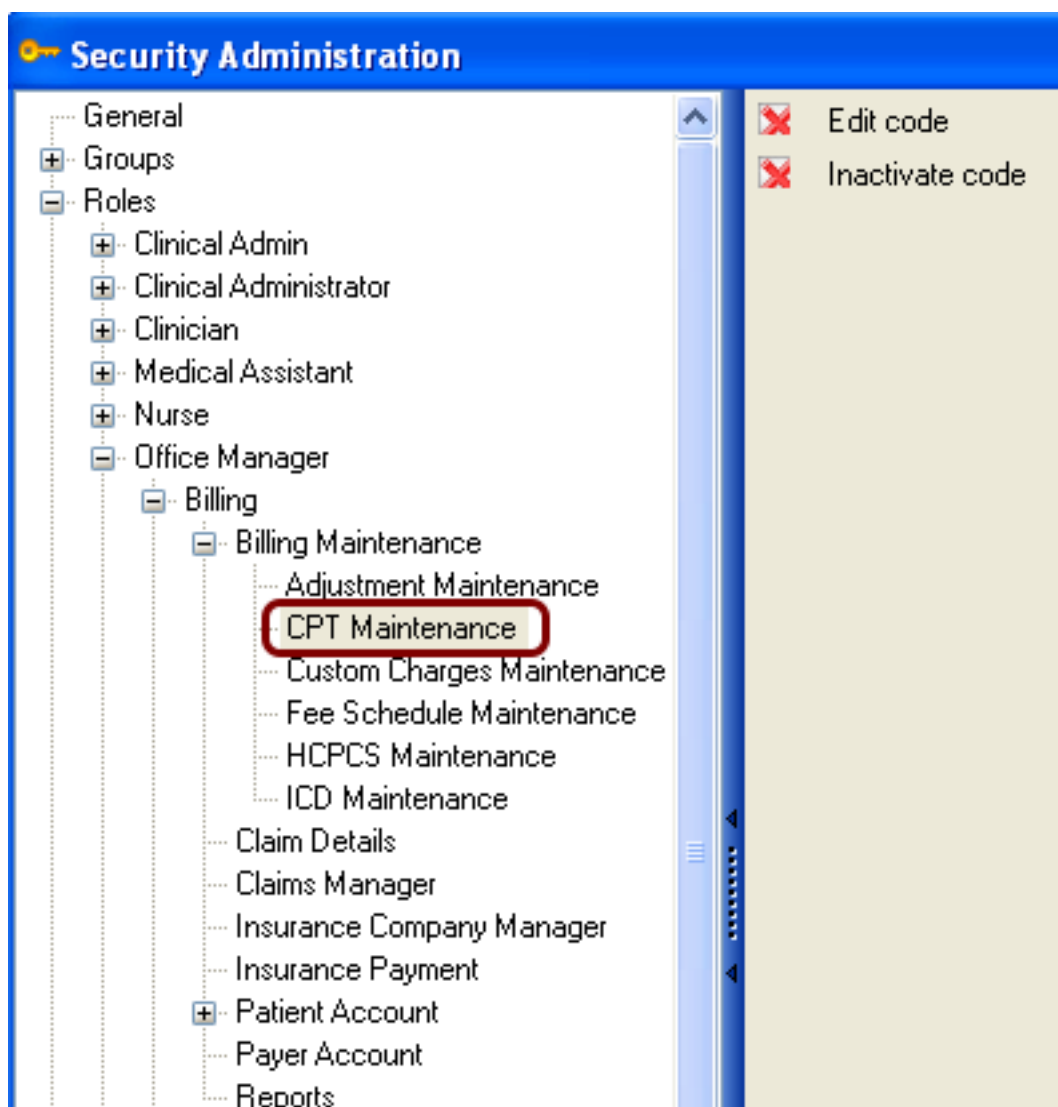 Security Administration
General
Groups
Roles
Clinical Admin
Clinical Administrator
Clinician
Medical Assistant
Nurse
Office Manager
Billing
Billing Maintenance
Adjustment Maintenance
CPT Maintenance
Custom Charges Maintenance
Fee Schedule Maintenance
HCPCS Maintenance
ICD Maintenance
Claim Details
Claims Manager
Insurance Company Manager
Insurance Payment
Patient Account
Payer Account
Reports
Edit code
Inactivate code